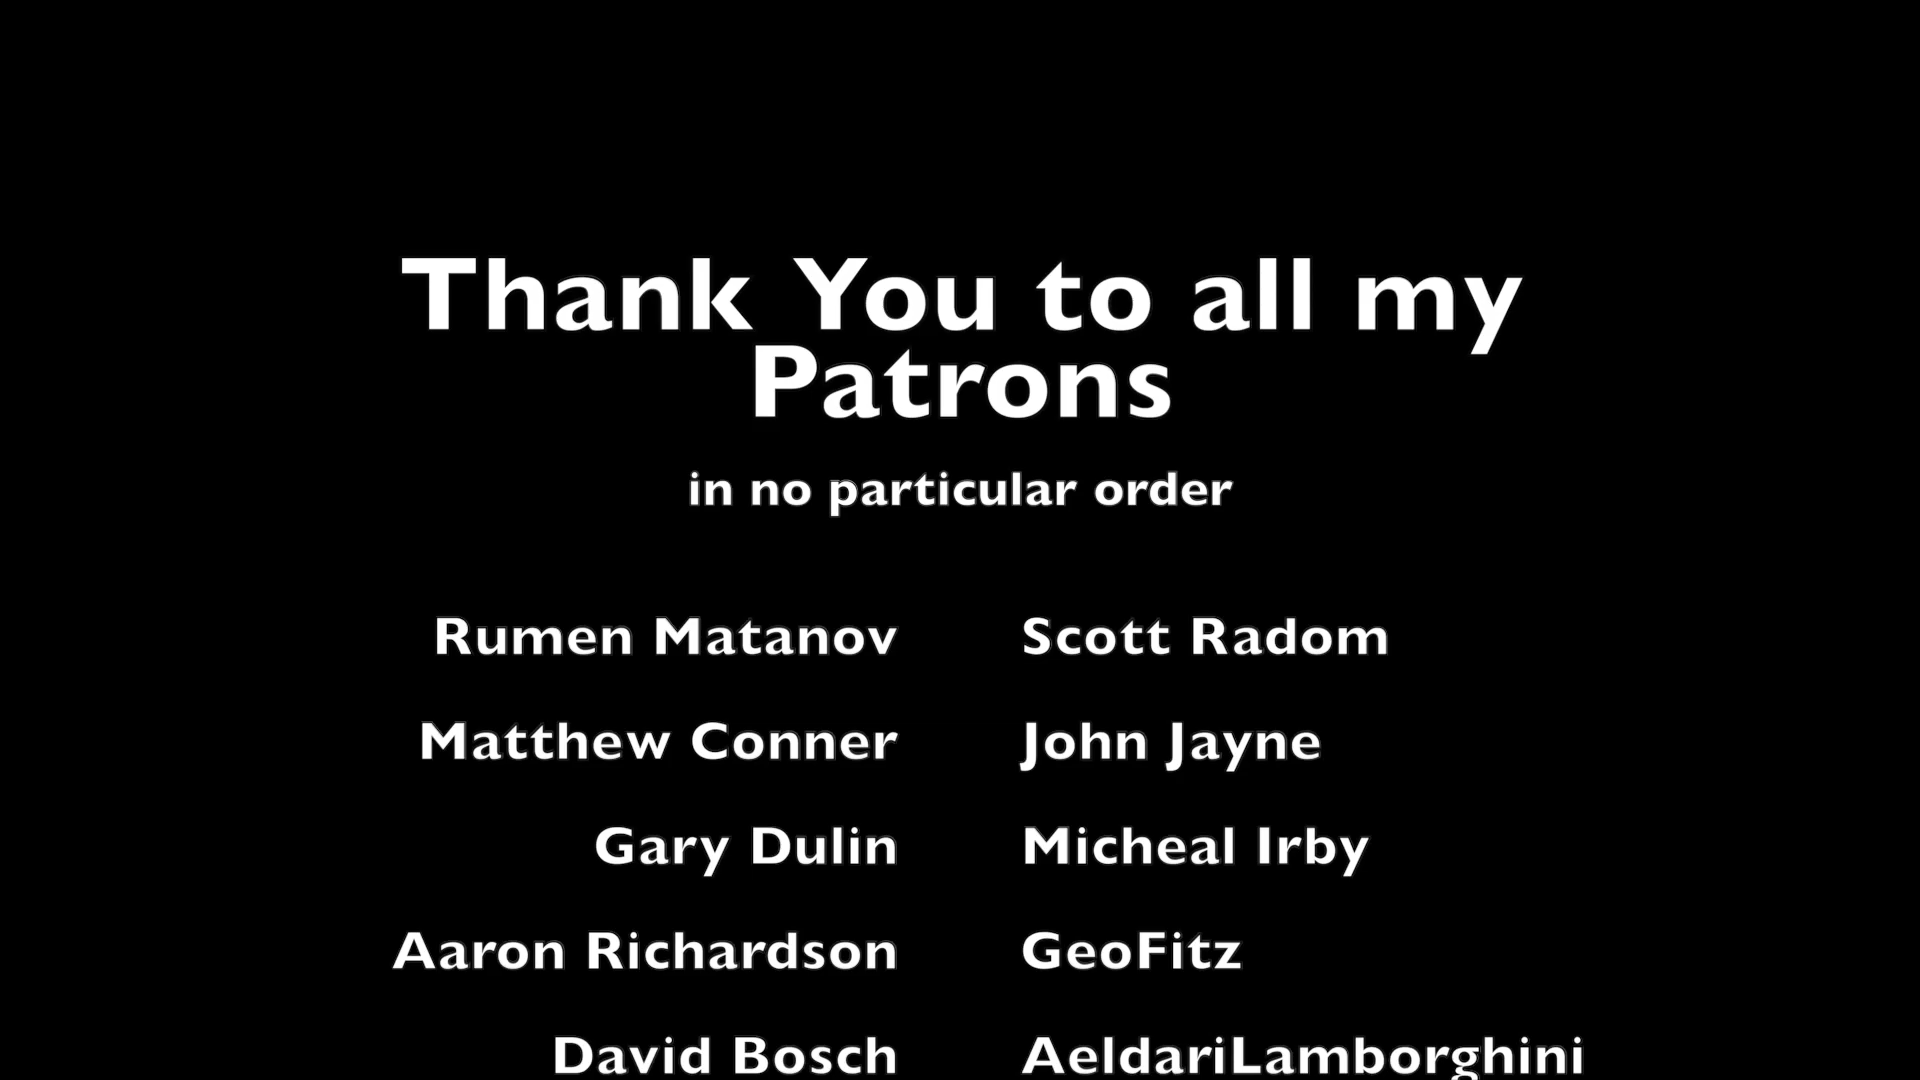 Thank You to all my
Patrons
in no particular order
Rumen Matanov Scott Radom
Matthew Conner John Jayne
Gary Dulin Micheal Irby
Aaron Richardson GeoFitz
David Bosch AeldariLamborghini